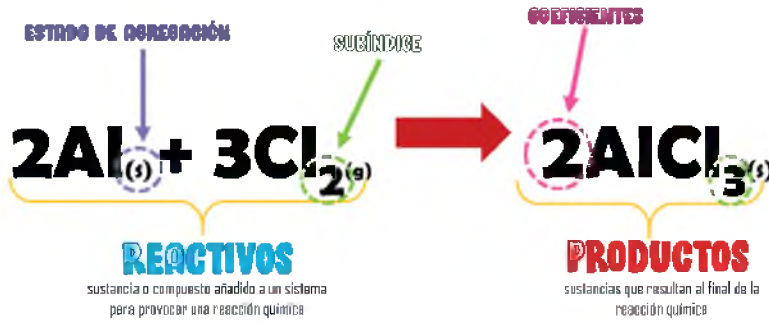 ESTADO DE AGREGACIÓN
SUBÍNDICE
COEFICIENTES
2Al(s) + 3Cl2(g) 2AlCl3(s)
REACTIVOS
sustancia o compuesto añadido a un sistema
para provocar una reacción química
PRODUCTOS
sustancias que resultan al final de la
reacción química